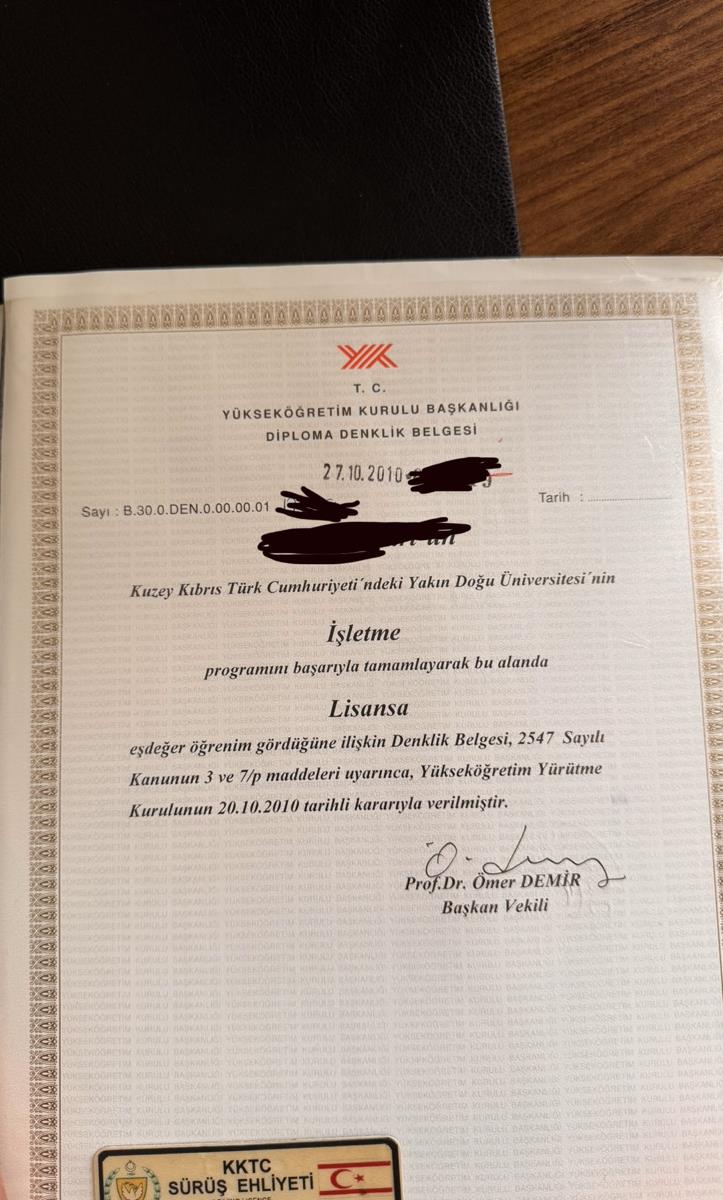 T. C.
YÜKSEKÖĞRETİM KURULU BAŞKANLIĞI
DİPLOMA DENKLİK BELGESİ
27.10.2010
Sayı : B.30.0.DEN.0.00.00.01
Tarih : ........................
Kuzey Kıbrıs Türk Cumhuriyeti´ndeki Yakın Doğu Üniversitesi´nin
İşletme
programını başarıyla tamamlayarak bu alanda
Lisansa
eşdeğer öğrenim gördüğüne ilişkin Denklik Belgesi, 2547 Sayılı
Kanunun 3 ve 7/p maddeleri uyarınca, Yükseköğretim Yürütme
Kurulunun 20.10.2010 tarihli kararıyla verilmiştir.
Prof.Dr. Ömer DEMİR
Başkan Vekili
KKTC
SÜRÜŞ EHLİYETİ